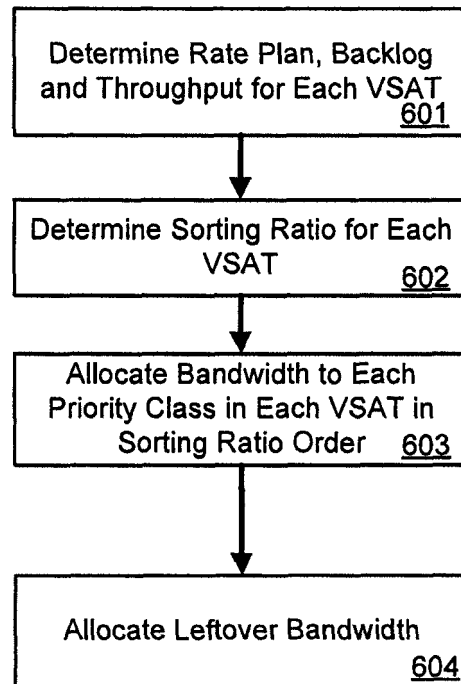 Determine Rate Plan, Backlog
and Throughput for Each VSAT
601
Determine Sorting Ratio for Each
VSAT
602
Allocate Bandwidth to Each
Priority Class in Each VSAT in
Sorting Ratio Order 603
Allocate Leftover Bandwidth
604